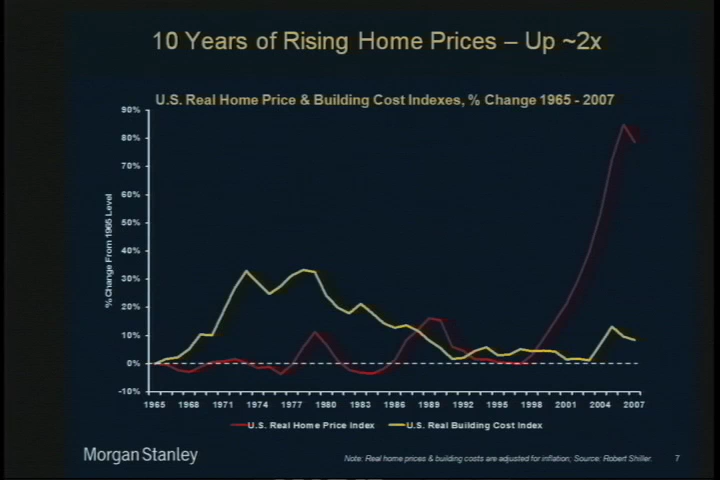 10 Years of Rising Home Prices – Up ~2x
U.S. Real Home Price & Building Cost Indexes, % Change 1965 - 2007
90%
80%
70%
60%
50%
40%
30%
20%
10%
0%
-10%
% Change From 1965 Level
1965 1968 1971 1974 1977 1980 1983 1986 1989 1992 1995 1998 2001 2004 2007
U.S. Real Home Price Index U.S. Real Building Cost Index
Morgan Stanley
Note: Real home prices & building costs are adjusted for inflation; Source: Robert Shiller.
7